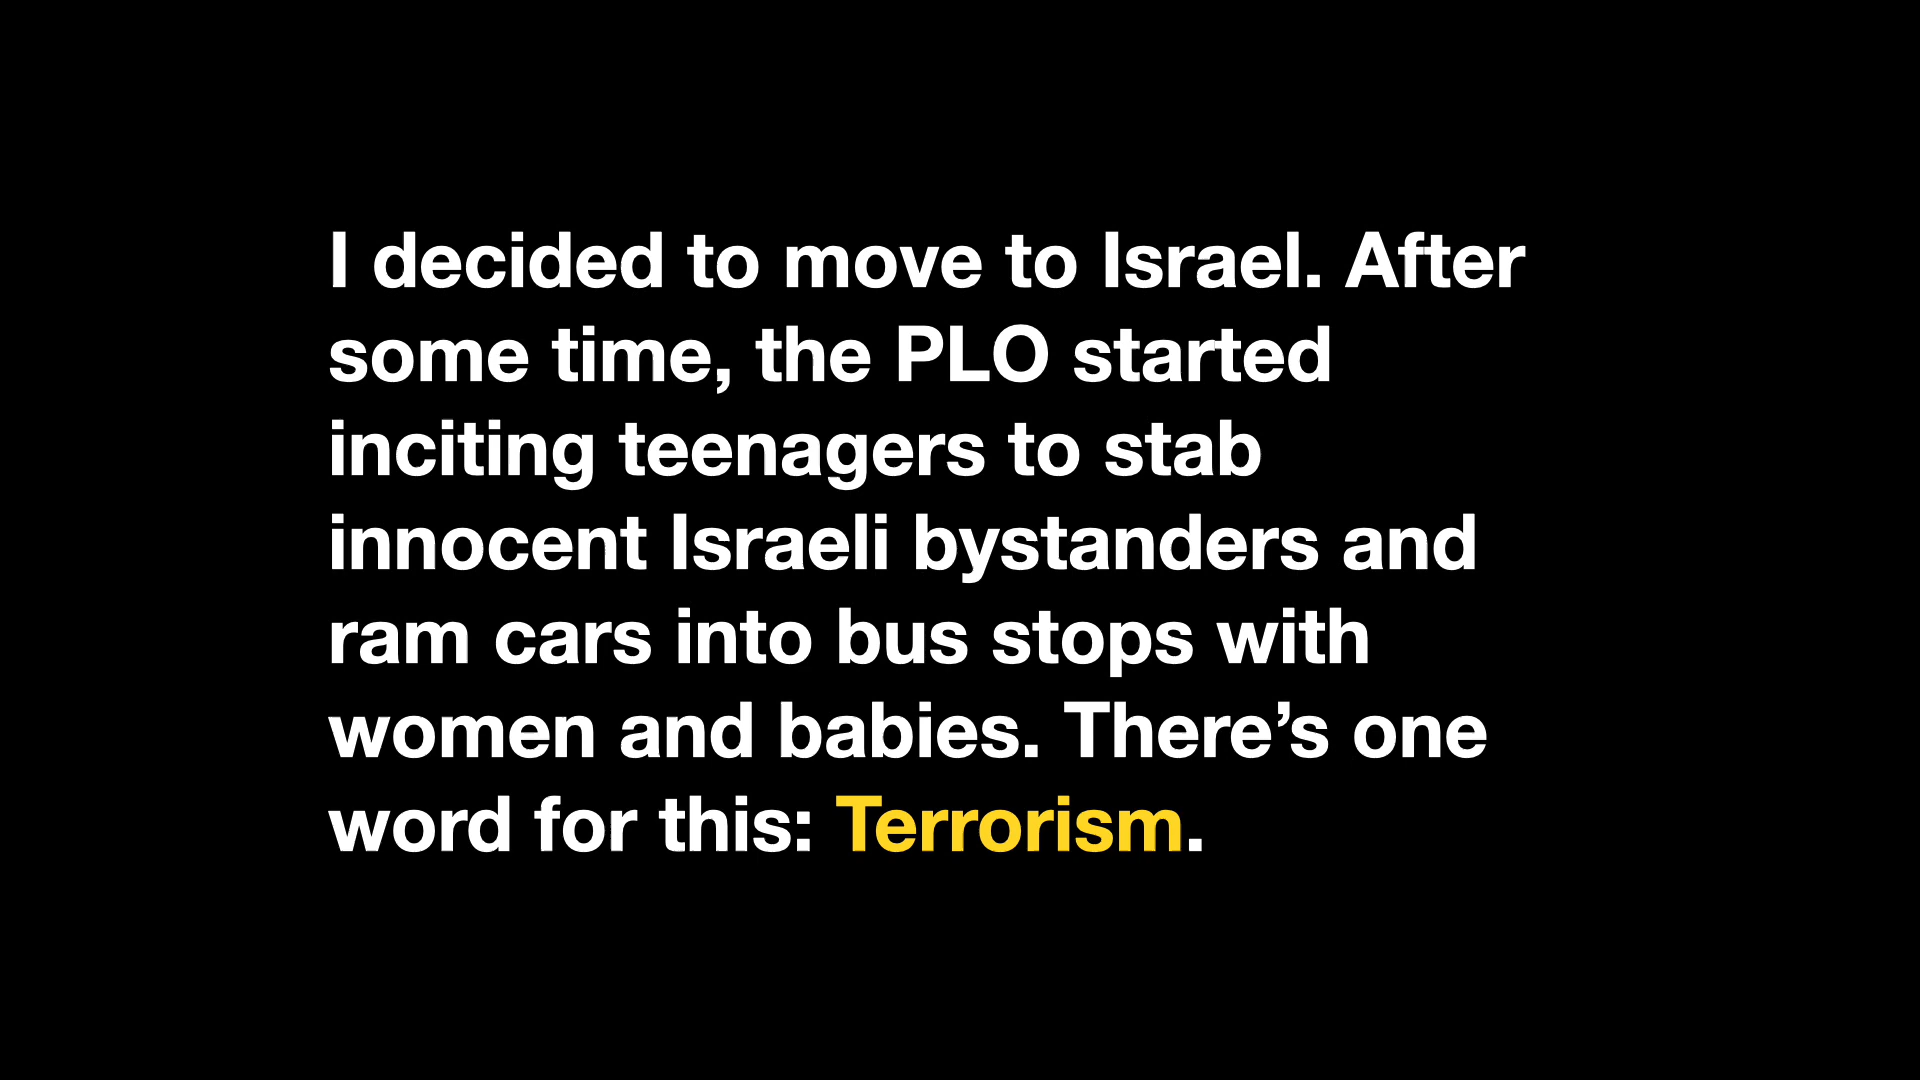 I decided to move to Israel. After
some time, the PLO started
inciting teenagers to stab
innocent Israeli bystanders and
ram cars into bus stops with
women and babies. There’s one
word for this: Terrorism.